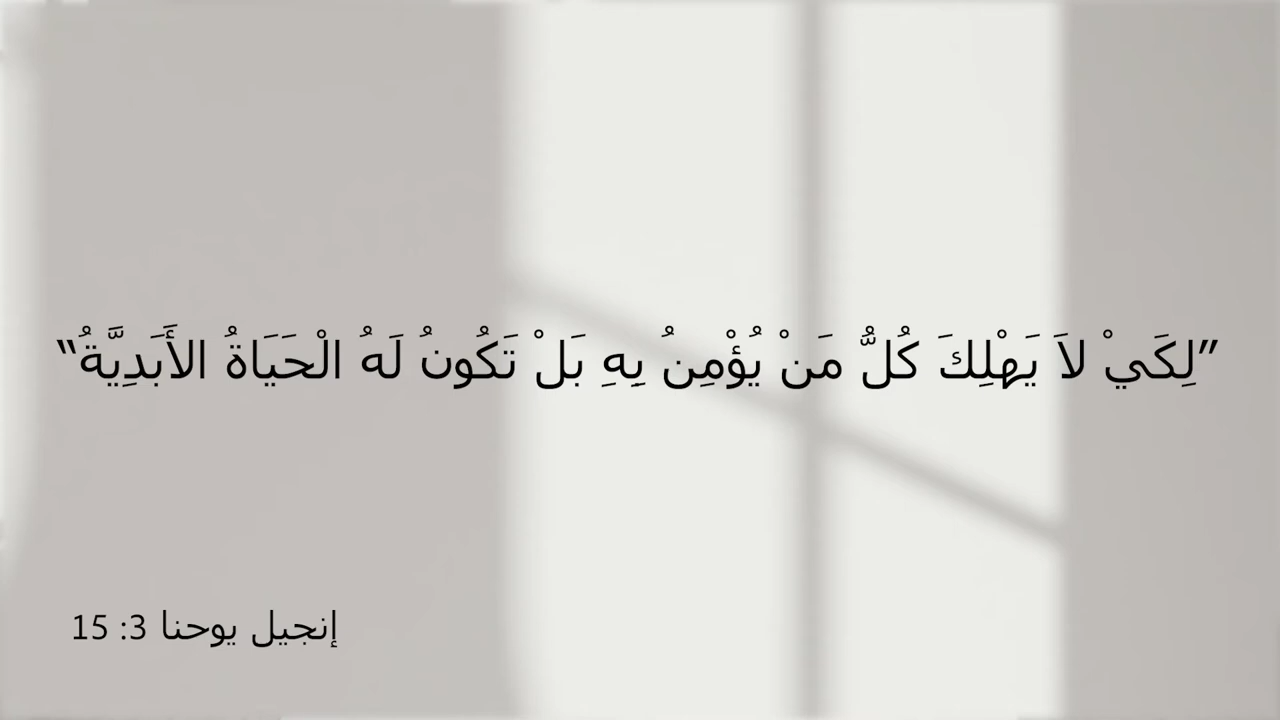 ”لِكَيْ لاَ يَهْلِكَ كُلُّ مَنْ يُؤْمِنُ بِهِ بَلْ تَكُونُ لَهُ الْحَيَاةُ الأَبَدِيَّةُ“
إنجيل يوحنا 3: 15